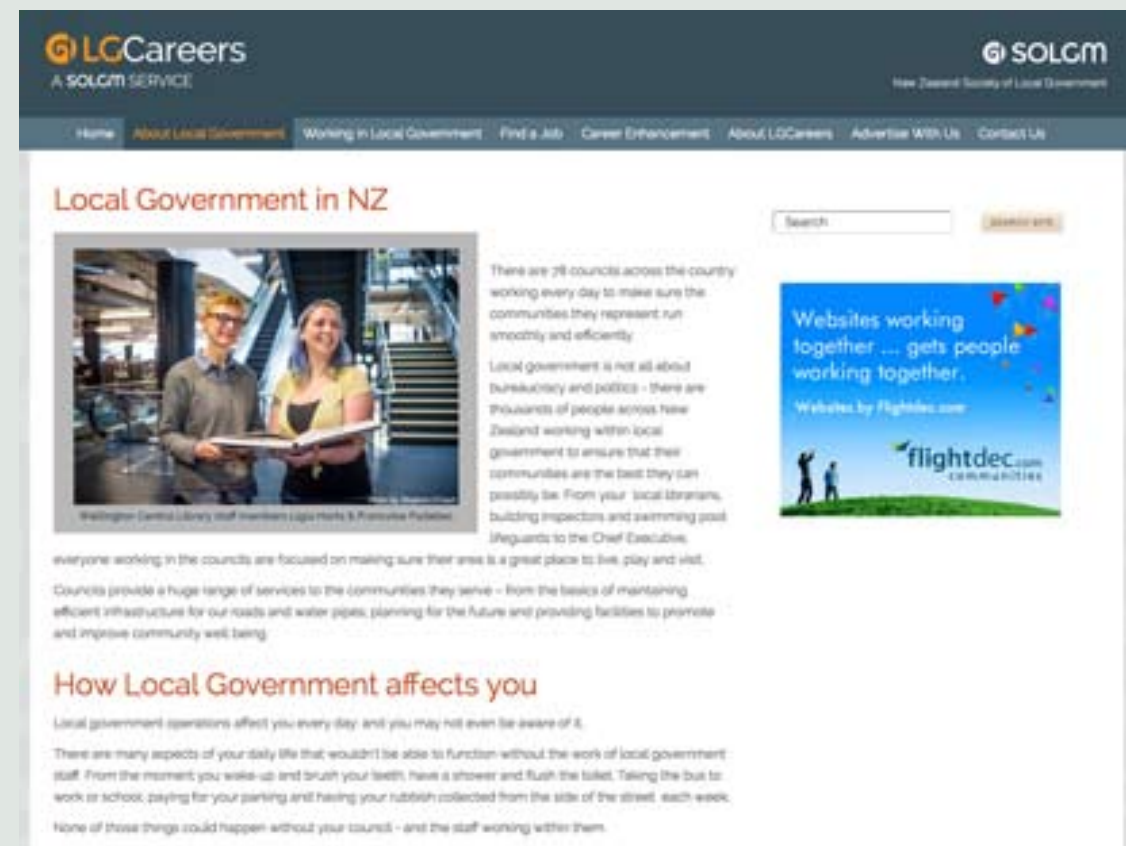 LGCareers
A SOLGM SERVICE
SOLGM
New Zealand Society of Local Government
Home About Local Government Working in Local Government Find a Job Career Enhancement About LGCareers Advertise With Us Contact Us
Local Government in NZ
Search
SEARCH SITE
There are 78 councils across the country
working every day to make sure the
communities they represent run
smoothly and efficiently.
Local government is not all about
bureaucracy and politics - there are
thousands of people across New
Zealand working within local
government to ensure that their
communities are the best they can
possibly be. From your local librarians,
building inspectors and swimming pool
lifeguards to the Chief Executive,
everyone working in the councils are focused on making sure their area is a great place to live, play and visit.
Wellington Central Library staff members
Councils provide a huge range of services to the communities they serve – from the basics of maintaining
efficient infrastructure for our roads and water pipes, planning for the future and providing facilities to promote
and improve community well being.
Websites working
together ... gets people
working together.
Websites by flightdec.com
flightdec.com
communities
How Local Government affects you
Local government operations affect you every day, and you may not even be aware of it.
There are many aspects of your daily life that wouldn't be able to function without the work of local government
staff. From the moment you wake up and brush your teeth, have a shower and flush the toilet. Taking the bus to
work or school, paying for your parking and having your rubbish collected from the side of the street, each week.
None of those things could happen without your council - and the staff working within them.